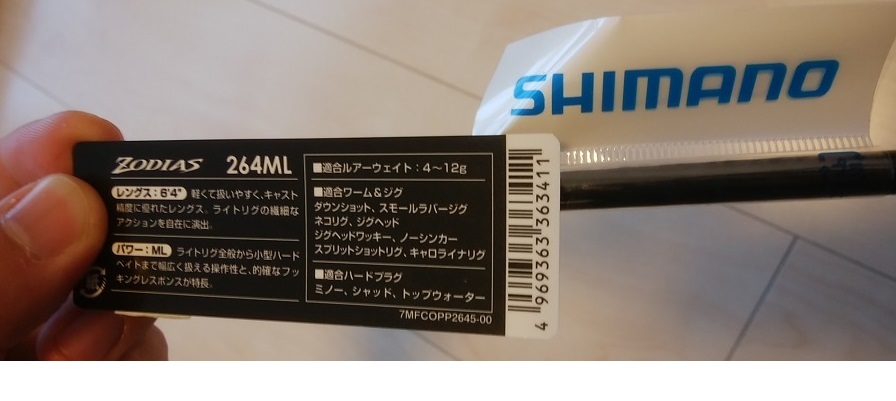 SHIMANO
ZODIAS 264ML
レングス：6'4" 軽くて扱いやすく、キャスト
精度に優れたレングス。ライトリグの繊細な
アクションを自在に演出。
パワー：ML ライトリグ全般から小型ハード
ベイトまで幅広く扱える操作性と、的確なフッ
キングレスポンスが特長。
■適合ルアーウェイト：4～12g
■適合ワーム＆ジグ
ダウンショット、スモールラバージグ
ネコリグ、ジグヘッド
ジグヘッドワッキー、ノーシンカー
スプリットショットリグ、キャロライナリグ
■適合ハードプラグ
ミノー、シャッド、トップウォーター
7MFCOPP2645-00
4 969363 363411